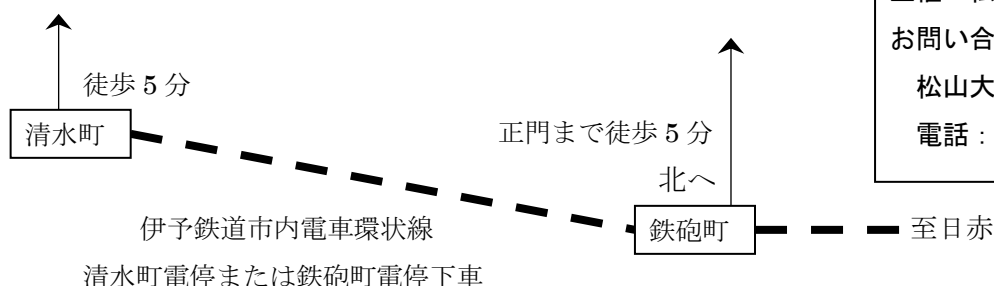 お問い合
松山大
電話：
徒歩 5 分
清水町
正門まで徒歩 5 分
北へ
鉄砲町
至日赤
伊予鉄道市内電車環状線
清水町電停または鉄砲町電停下車